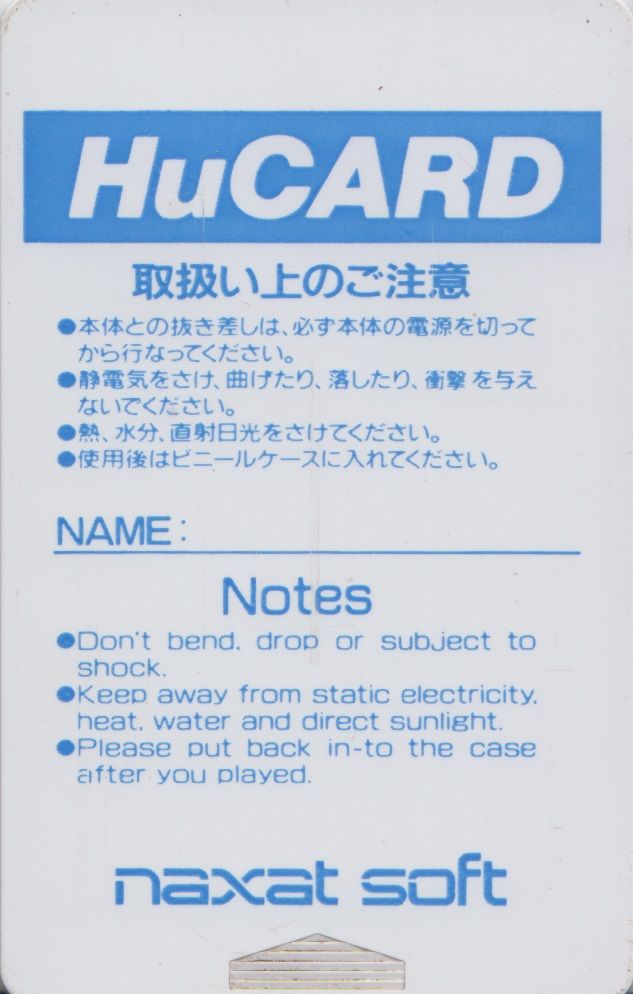 HuCARD
取扱い上のご注意
●本体との抜き差しは、必ず本体の電源を切って
から行なってください。
●静電気をさけ、曲げたり、落したり、衝撃を与え
ないでください。
●熱、水分、直射日光をさけてください。
●使用後はビニールケースに入れてください。
NAME:
Notes
●Don't bend. drop or subject to
shock.
●Keep away from static electricity.
heat. water and direct sunlight.
●Please put back in-to the case
after you played.
naxat soft